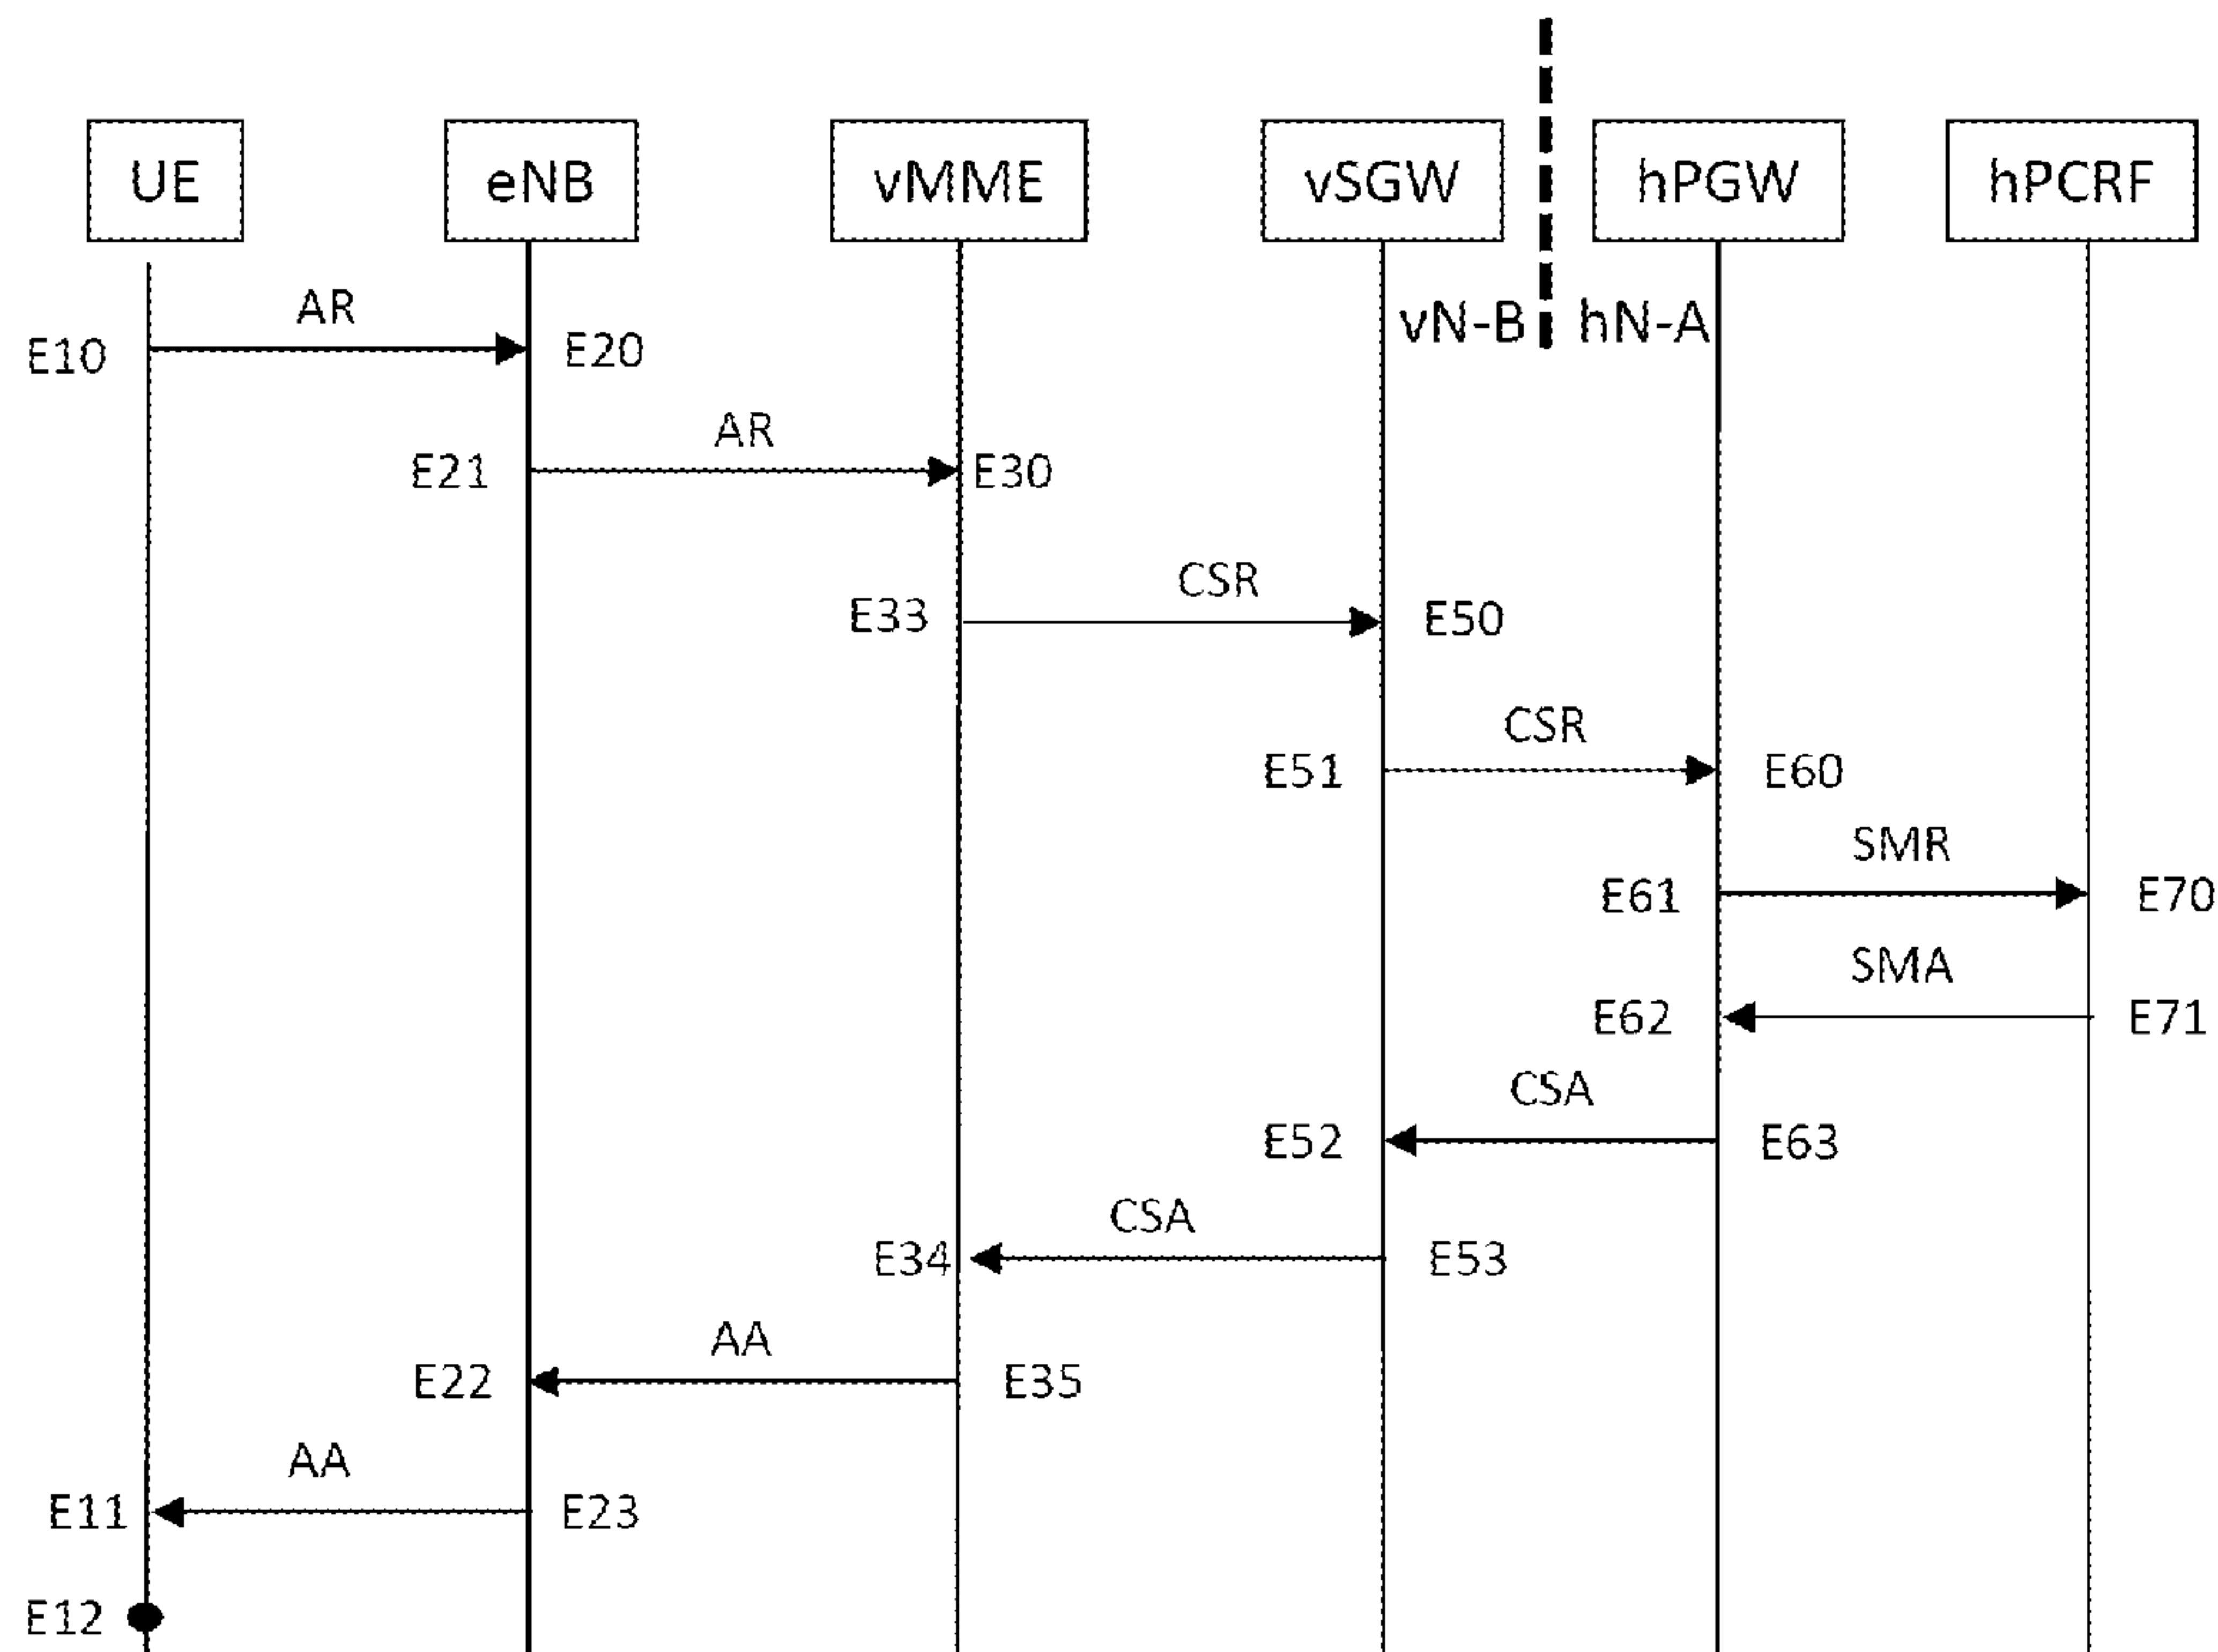 UE eNB vMME vSGW hPGW hPCRF
vN-B hN-A
AR
E10 E20
AR
E21 E30
CSR
E33 E50
CSR
E51 E60
SMR
E61 E70
SMA
E62 E71
CSA
E52 E63
CSA
E34 E53
AA
E22 E35
AA
E11 E23
E12